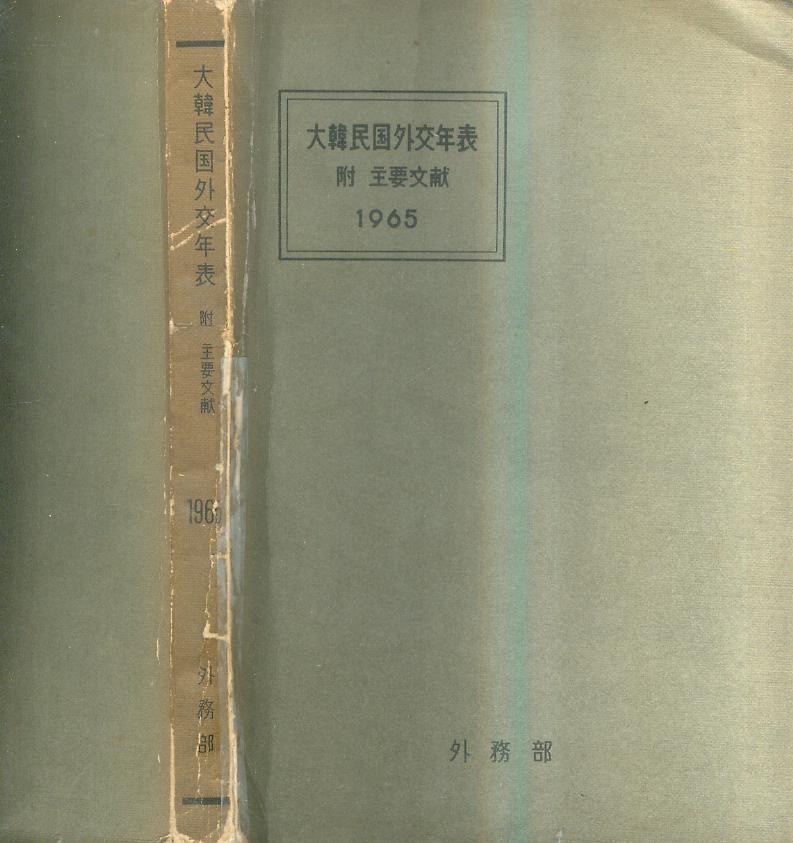 大韓民国外交年表
附 主要文献
1965
外務部
大韓民国外交年表
附 主要文献
1965
外務部